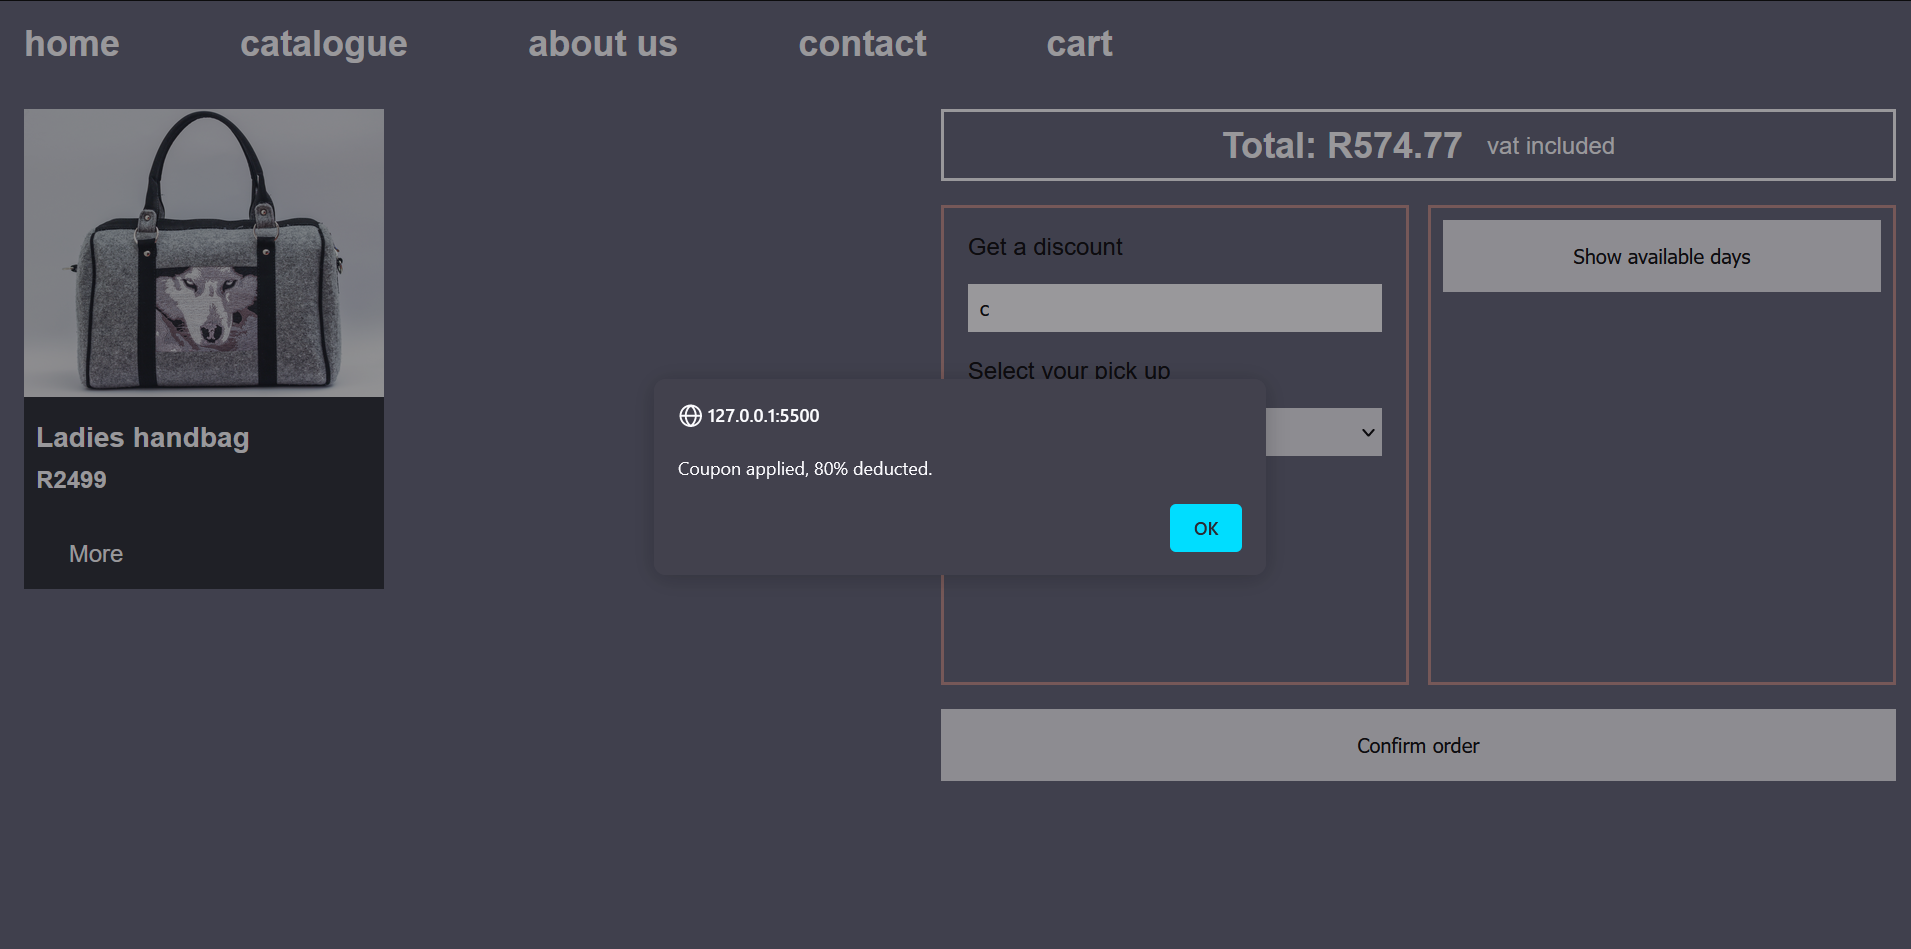 home catalogue about us contact cart
Total: R574.77 vat included
Get a discount
c
Select your pick up
Show available days
127.0.0.1:5500
Coupon applied, 80% deducted.
OK
Ladies handbag
R2499
More
Confirm order